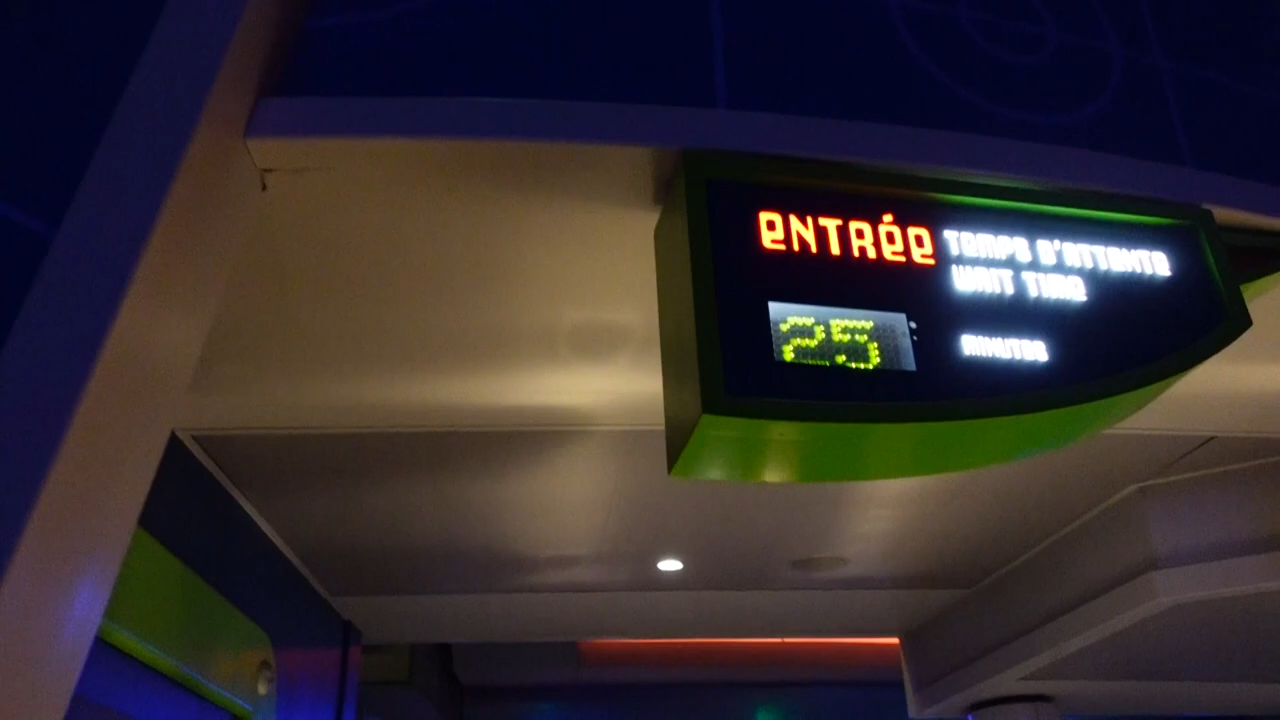 ENTRÉE
TEMPS D'ATTENTE
WAIT TIME
25
MINUTES